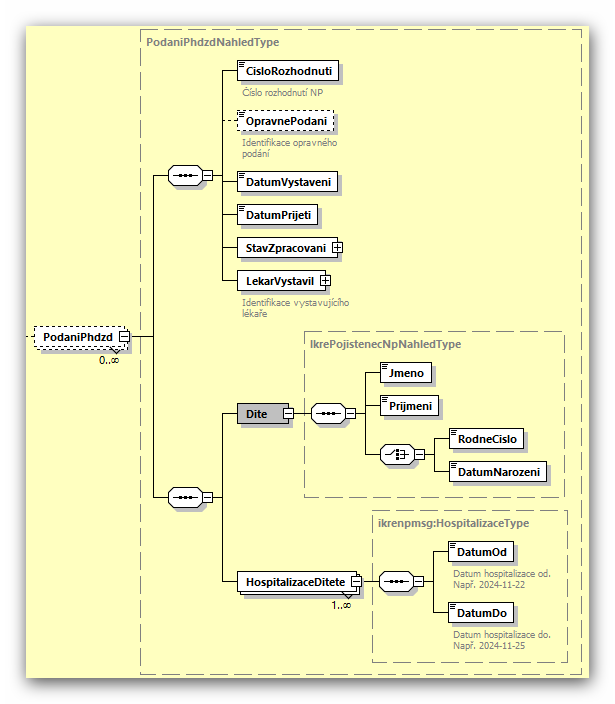 PodaniPhdzdNahledType
CisloRozhodnuti
Číslo rozhodnutí NP
OpravnePodani
Identifikace opravného
podání
DatumVystaveni
DatumPrijeti
StavZpracovani
LekarVystavil
Identifikace vystavujícího
lékaře
PodaniPhdzd
0..∞
IkrePojistenecNpNahledType
Jmeno
Prijmeni
Dite
RodneCislo
DatumNarozeni
ikrenpmsg:HospitalizaceType
DatumOd
Datum hospitalizace od.
Např. 2024-11-22
HospitalizaceDitete
1..∞
DatumDo
Datum hospitalizace do.
Např. 2024-11-25